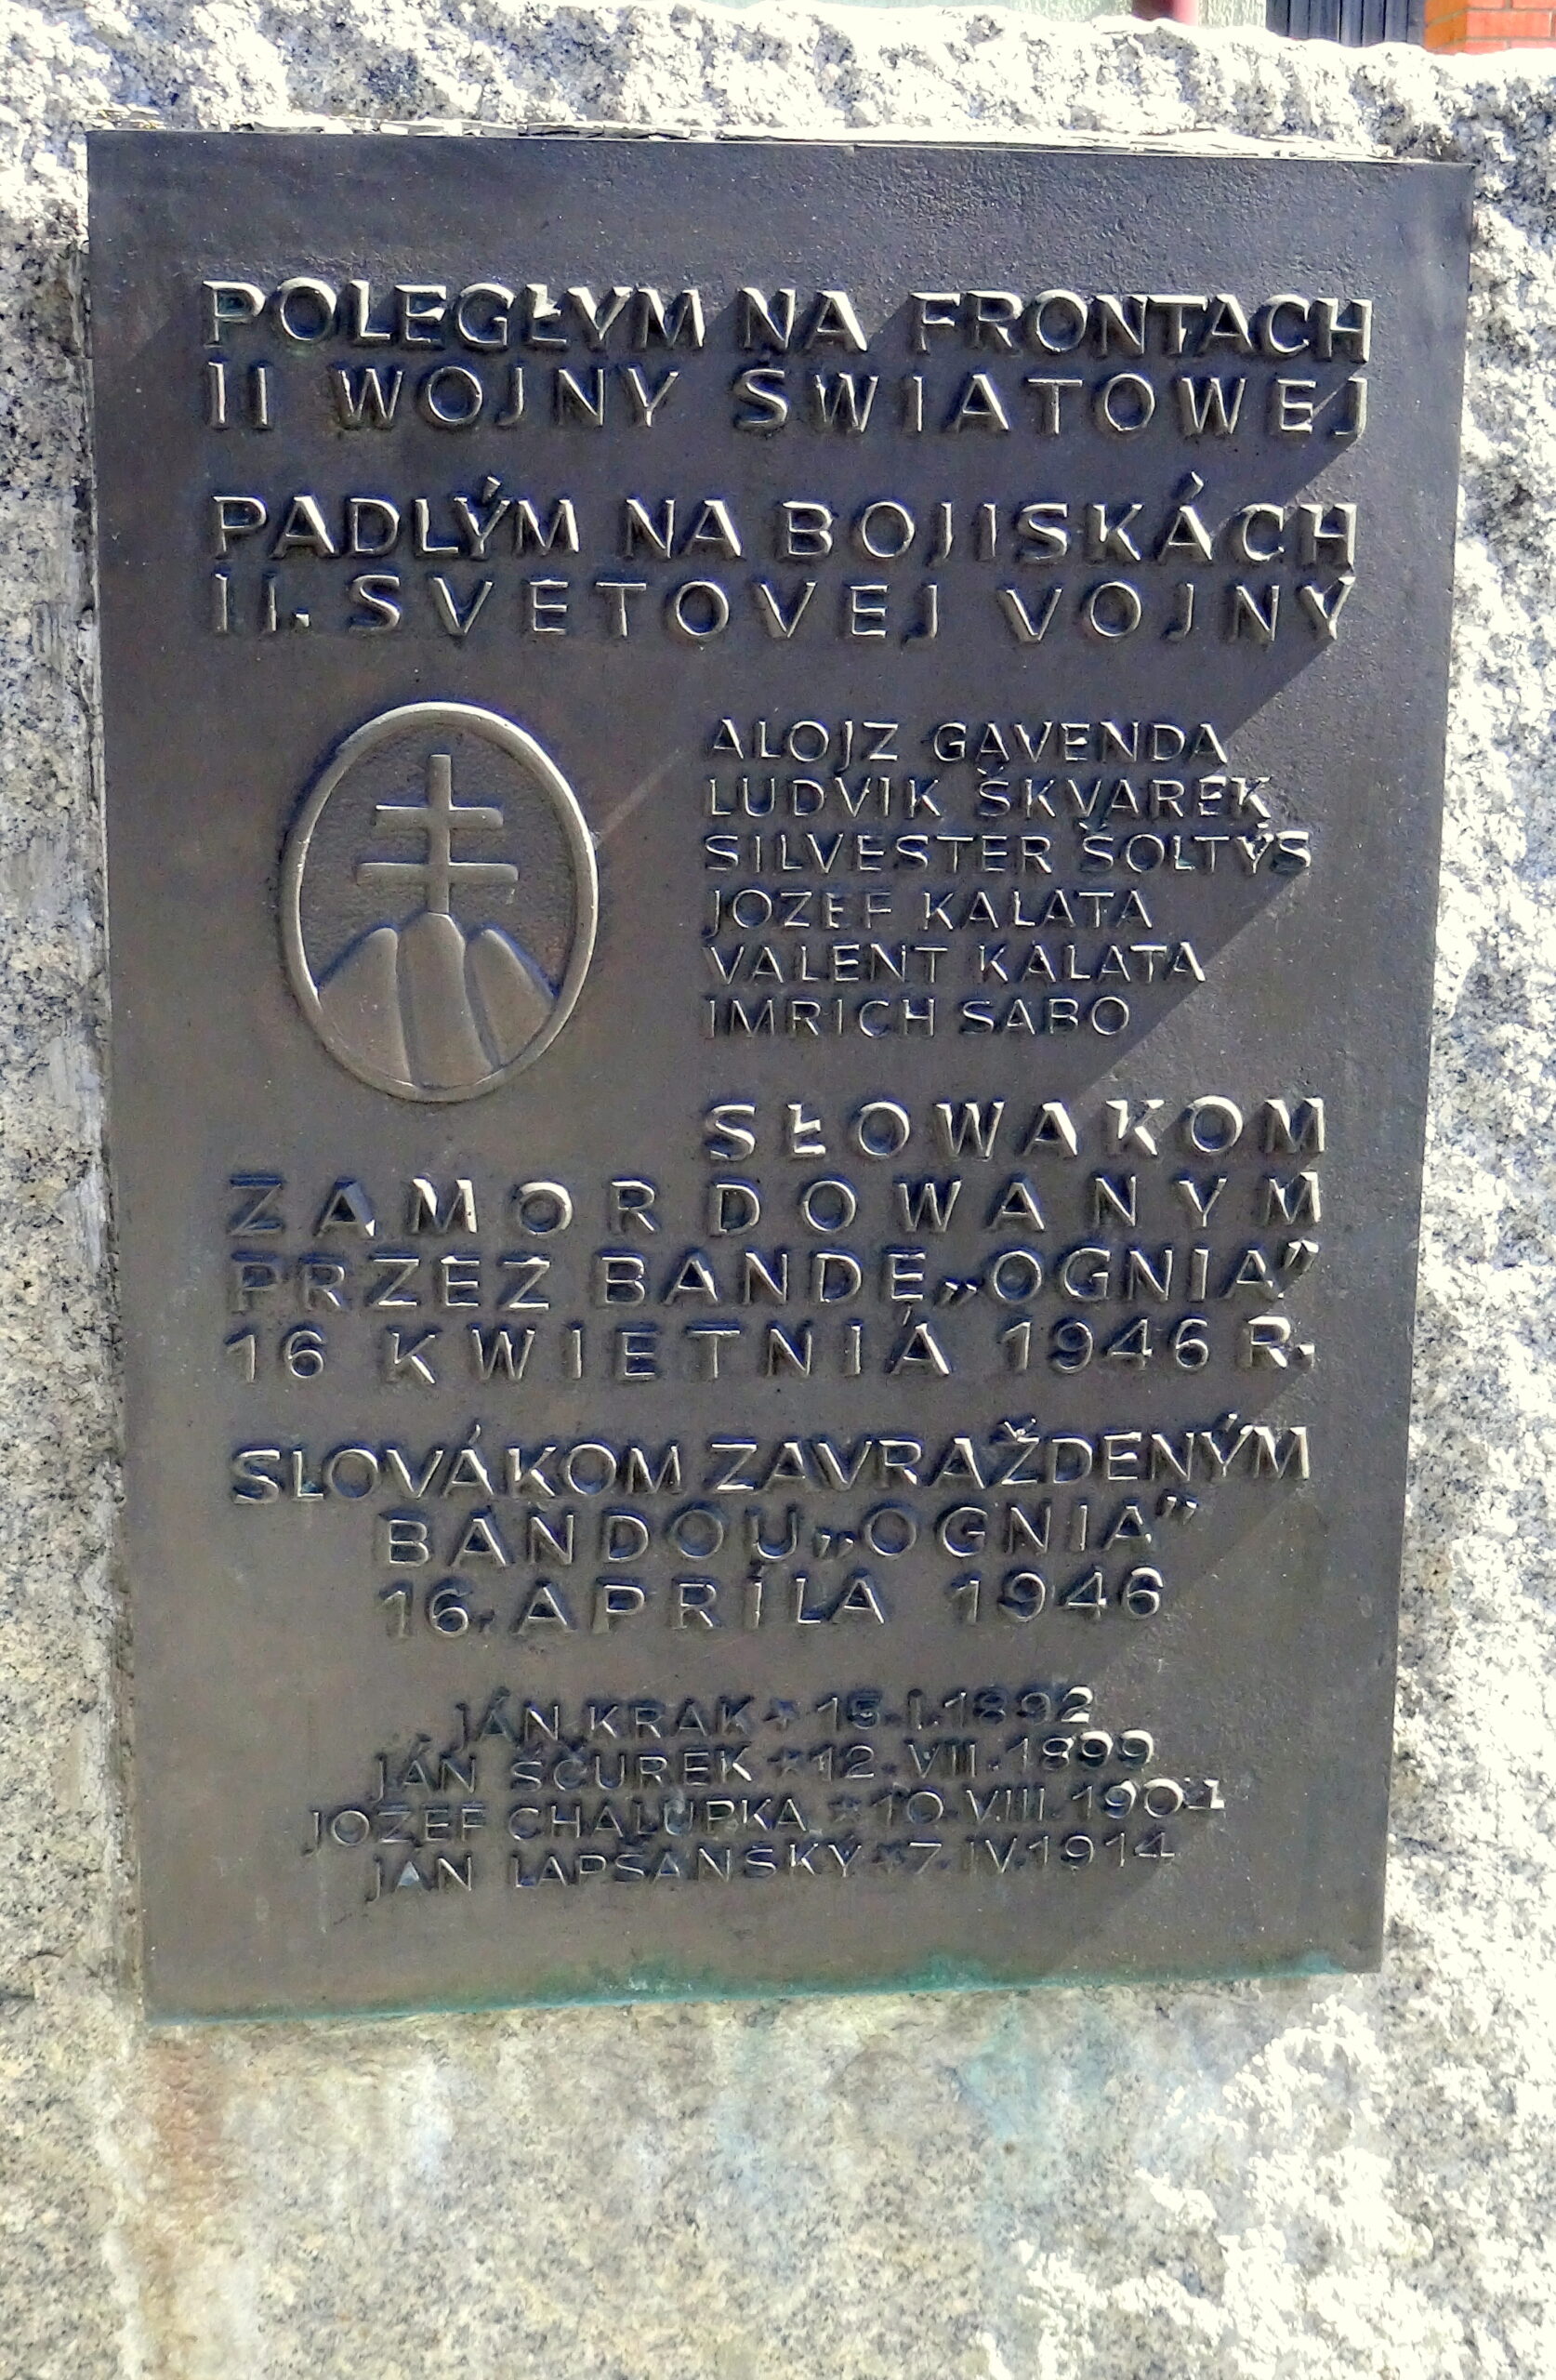 POLEGŁYM NA FRONTACH
II WOJNY ŚWIATOWEJ
PADLÝM NA BOJISKÁCH
II. SVETOVEJ VOJNY
ALOJZ GAVENDA
LUDVIK ŠKVAREK
SILVESTER ŠOLTÝS
JOZEF KALATA
VALENT KALATA
IMRICH SABO
SŁOWAKOM
ZAMORDOWANYM
PRZEZ BANDĘ „OGNIA”
16 KWIETNIA 1946 R.
SLOVÁKOM ZAVRAŽDENÝM
BANDOU „OGNIA”
16. APRÍLA 1946
JÁN KRAK * 15. I. 1892
JÁN ŠČUREK * 12. VII. 1899
JOZEF CHALUPKA * 10. VIII. 1904
JÁN LAPŠANSKÝ * 7. IV. 1914